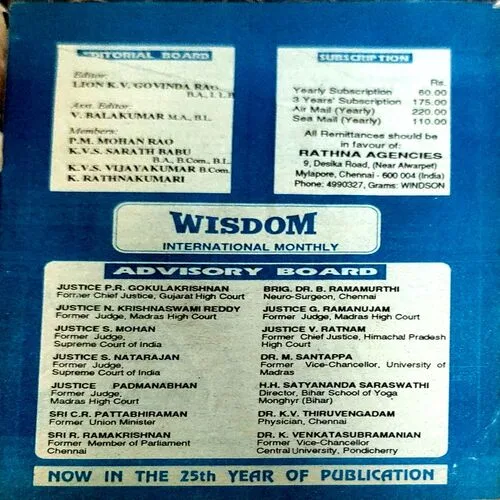 EDITORIAL BOARD
Editor:
LION K.V. GOVINDA RAO
B.A., L.L.B.
Asst. Editor:
V. BALAKUMAR M.A., B.L.
Members:
P.M. MOHAN RAO
K.V.S. SARATH BABU
B.A., B.Com., B.L.
K.V.S. VIJAYAKUMAR B.Com.
K. RATHNAKUMARI
SUBSCRIPTION
Rs.
Yearly Subscription 60.00
3 Years' Subscription 175.00
Air Mail (Yearly) 220.00
Sea Mail (Yearly) 110.00
All Remittances should be
in favour of:
RATHNA AGENCIES
9, Desika Road, (Near Alwarpet)
Mylapore, Chennai - 600 004 (India)
Phone: 4990327, Grams: WINDSON
WISDOM
INTERNATIONAL MONTHLY
ADVISORY BOARD
JUSTICE P.R. GOKULAKRISHNAN
Former Chief Justice, Gujarat High Court
JUSTICE N. KRISHNASWAMI REDDY
Former Judge, Madras High Court
JUSTICE S. MOHAN
Former Judge,
Supreme Court of India
JUSTICE S. NATARAJAN
Former Judge,
Supreme Court of India
JUSTICE PADMANABHAN
Former Judge,
Madras High Court
SRI C.R. PATTABHIRAMAN
Former Union Minister
SRI R. RAMAKRISHNAN
Former Member of Parliament
Chennai
BRIG. DR. B. RAMAMURTHI
Neuro-Surgeon, Chennai
JUSTICE G. RAMANUJAM
Former Judge, Madras High Court
JUSTICE V. RATNAM
Former Chief Justice, Himachal Pradesh
High Court
DR. M. SANTAPPA
Former Vice-Chancellor, University of
Madras
H.H. SATYANANDA SARASWATHI
Director, Bihar School of Yoga
Monghyr (Bihar)
DR. K.V. THIRUVENGADAM
Physician, Chennai
DR. K. VENKATASUBRAMANIAN
Former Vice-Chancellor
Central University, Pondicherry
NOW IN THE 25th YEAR OF PUBLICATION